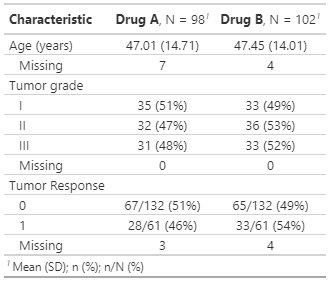 Characteristic Drug A, N = 98¹ Drug B, N = 102¹
Age (years) 47.01 (14.71) 47.45 (14.01)
Missing 7 4
Tumor grade
I 35 (51%) 33 (49%)
II 32 (47%) 36 (53%)
III 31 (48%) 33 (52%)
Missing 0 0
Tumor Response
0 67/132 (51%) 65/132 (49%)
1 28/61 (46%) 33/61 (54%)
Missing 3 4
¹ Mean (SD); n (%); n/N (%)